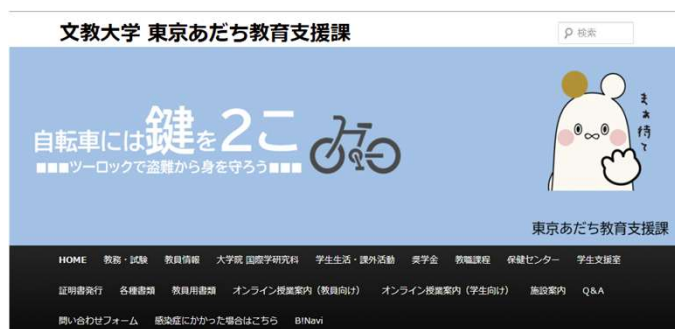 文教大学 東京あだち教育支援課
検索
自転車には鍵を2こ
■■■ツーロックで盗難から身を守ろう■■■
まぁ待て
東京あだち教育支援課
HOME 教務・試験 教員情報 大学院 国際学研究科 学生生活・課外活動 奨学金 教職課程 保健センター 学生支援室
証明書発行 各種書類 教員用書類 オンライン授業案内（教員向け） オンライン授業案内（学生向け） 施設案内 Q&A
問い合わせフォーム 感染症にかかった場合はこちら B!Navi